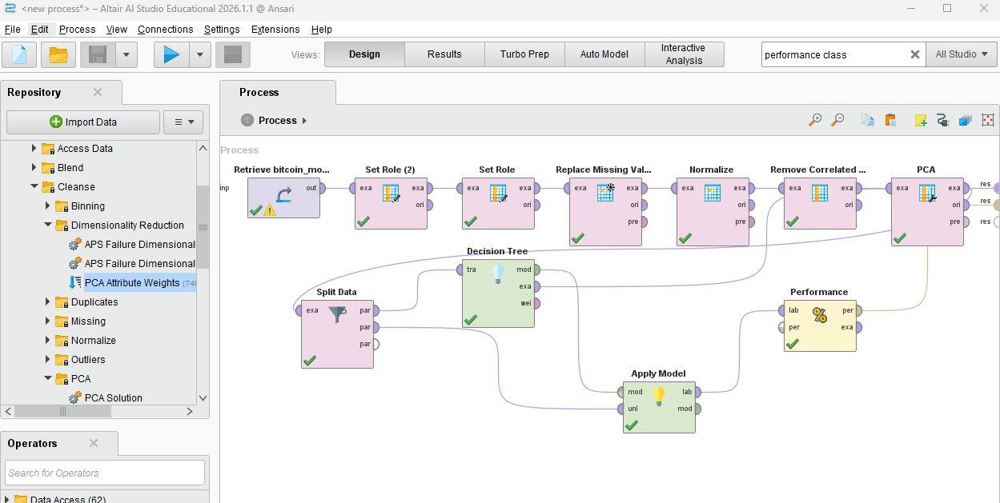 <new process*> – Altair AI Studio Educational 2026.1.1 @ Ansari
File Edit Process View Connections Settings Extensions Help
Views: Design Results Turbo Prep Auto Model Interactive Analysis performance class All Studio
Repository
Import Data
Access Data
Blend
Cleanse
Binning
Dimensionality Reduction
APS Failure Dimensional
APS Failure Dimensional
PCA Attribute Weights (746
Duplicates
Missing
Normalize
Outliers
PCA
PCA Solution
Operators
Search for Operators
Data Access (62)
Process
Process
Process
inp
Retrieve bitcoin_mo...
out
Set Role (2)
exa exa
ori
Set Role
exa exa
ori
Replace Missing Val...
exa exa
ori
pre
Normalize
exa exa
ori
pre
Remove Correlated ...
exa exa
ori
PCA
exa exa
ori
pre
res
res
res
Decision Tree
tra mod
exa
wei
Split Data
exa par
par
par
Performance
lab per
per exa
%
Apply Model
mod lab
unl mod